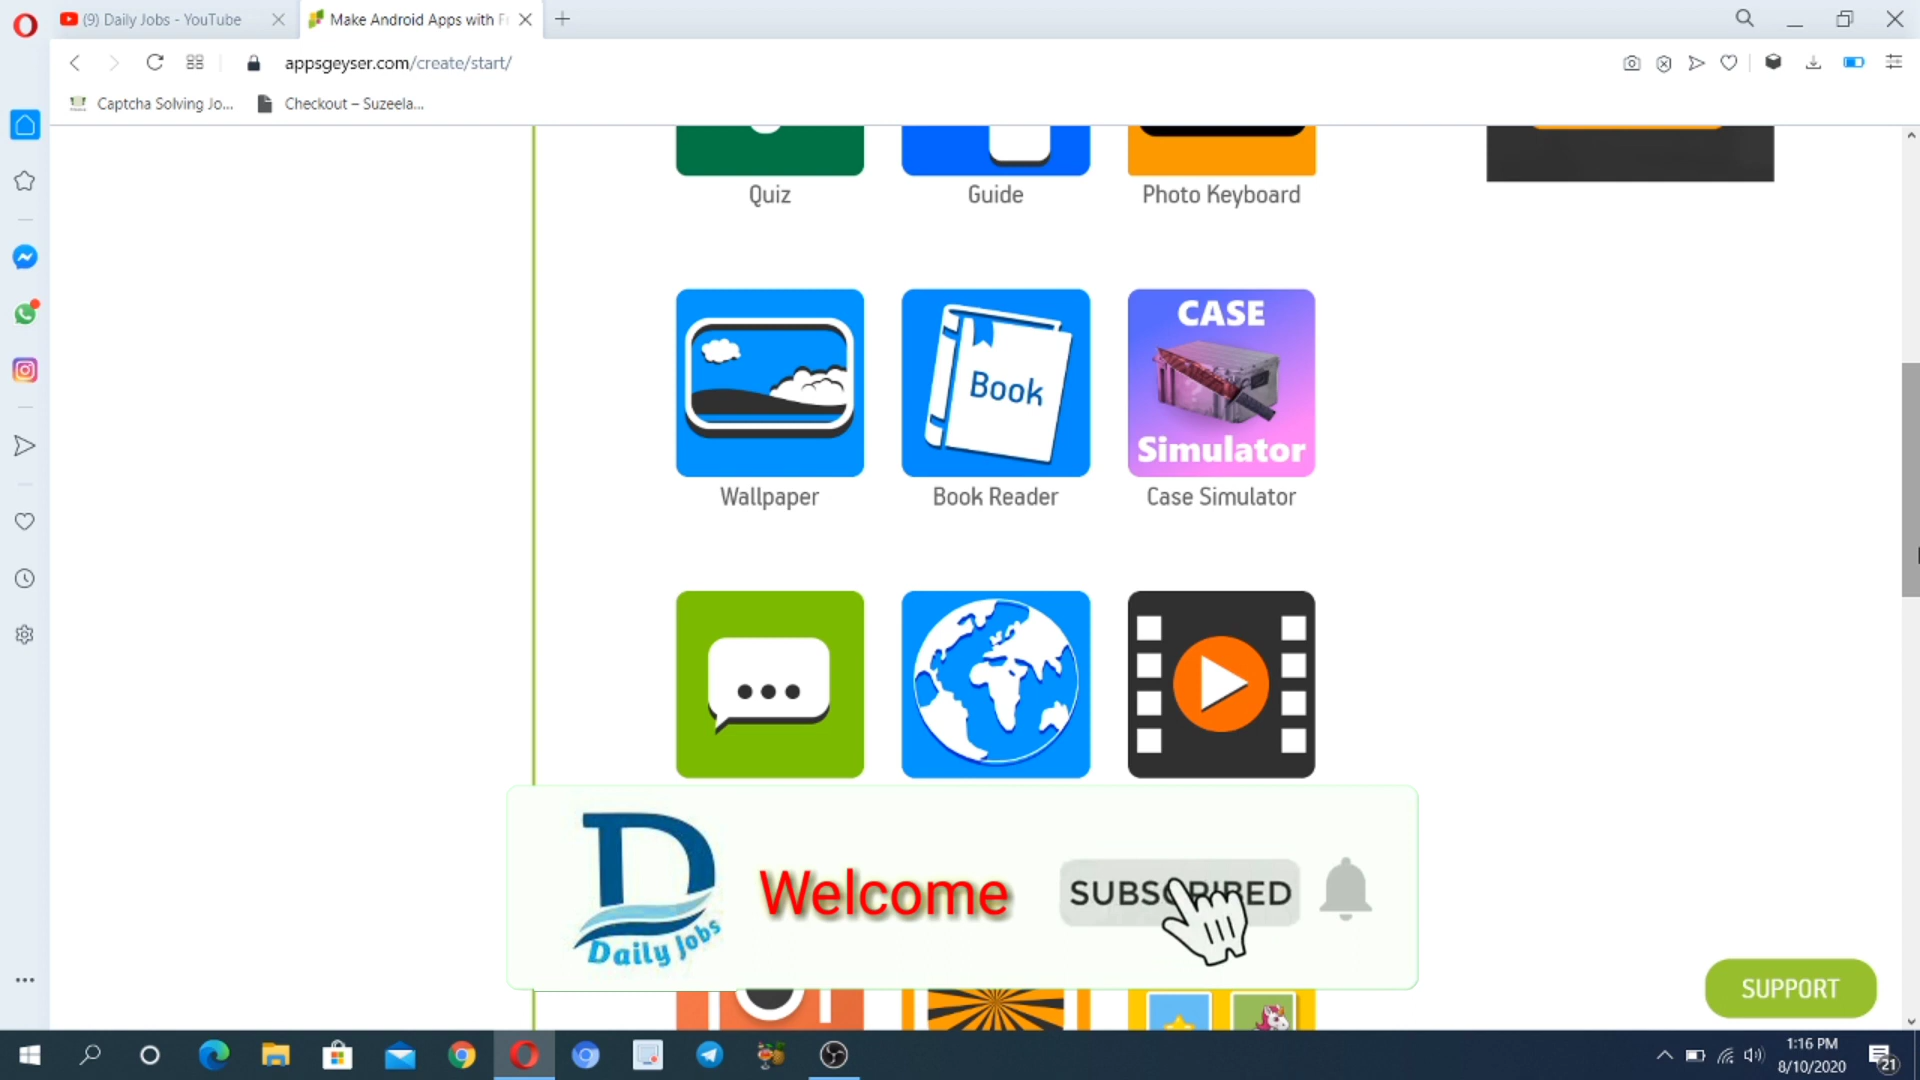 (9) Daily Jobs - YouTube
Make Android Apps with Fr
appsgeyser.com/create/start/
Captcha Solving Jo...
Checkout – Suzeela...
Quiz
Guide
Photo Keyboard
Book
CASE
Simulator
Wallpaper
Book Reader
Case Simulator
D
Daily Jobs
Welcome
SUBSCRIBED
SUPPORT
1:16 PM
8/10/2020
21